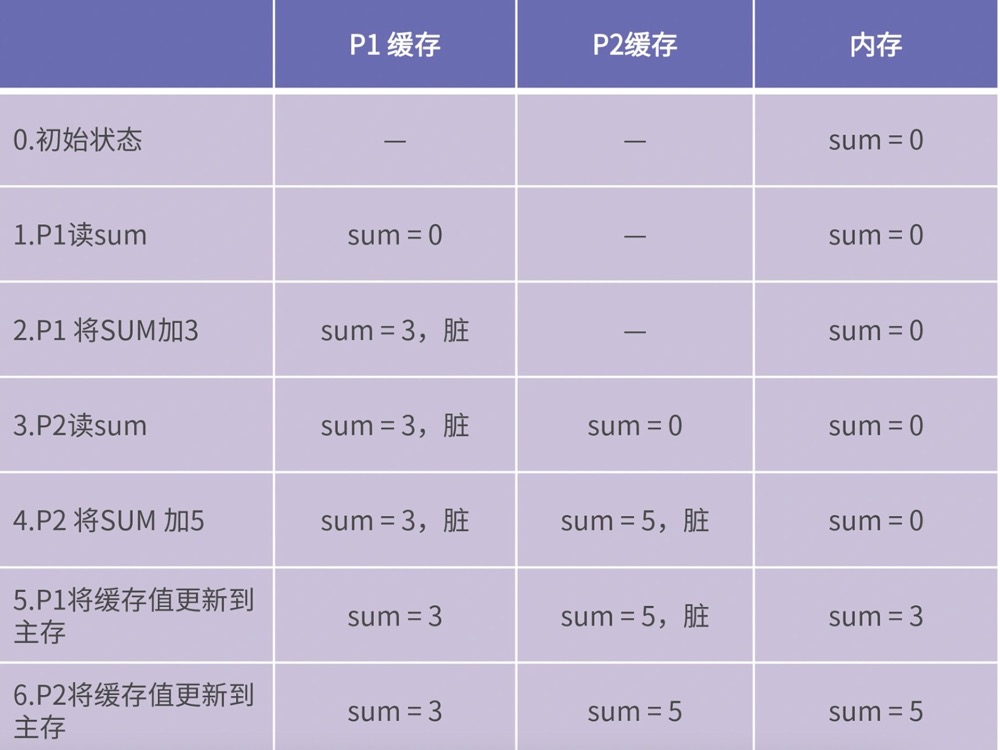 P1 缓存 P2缓存 内存
0.初始状态 — — sum = 0
1.P1读sum sum = 0 — sum = 0
2.P1 将SUM加3 sum = 3，脏 — sum = 0
3.P2读sum sum = 3，脏 sum = 0 sum = 0
4.P2 将SUM 加5 sum = 3，脏 sum = 5，脏 sum = 0
5.P1将缓存值更新到
主存 sum = 3 sum = 5，脏 sum = 3
6.P2将缓存值更新到
主存 sum = 3 sum = 5 sum = 5